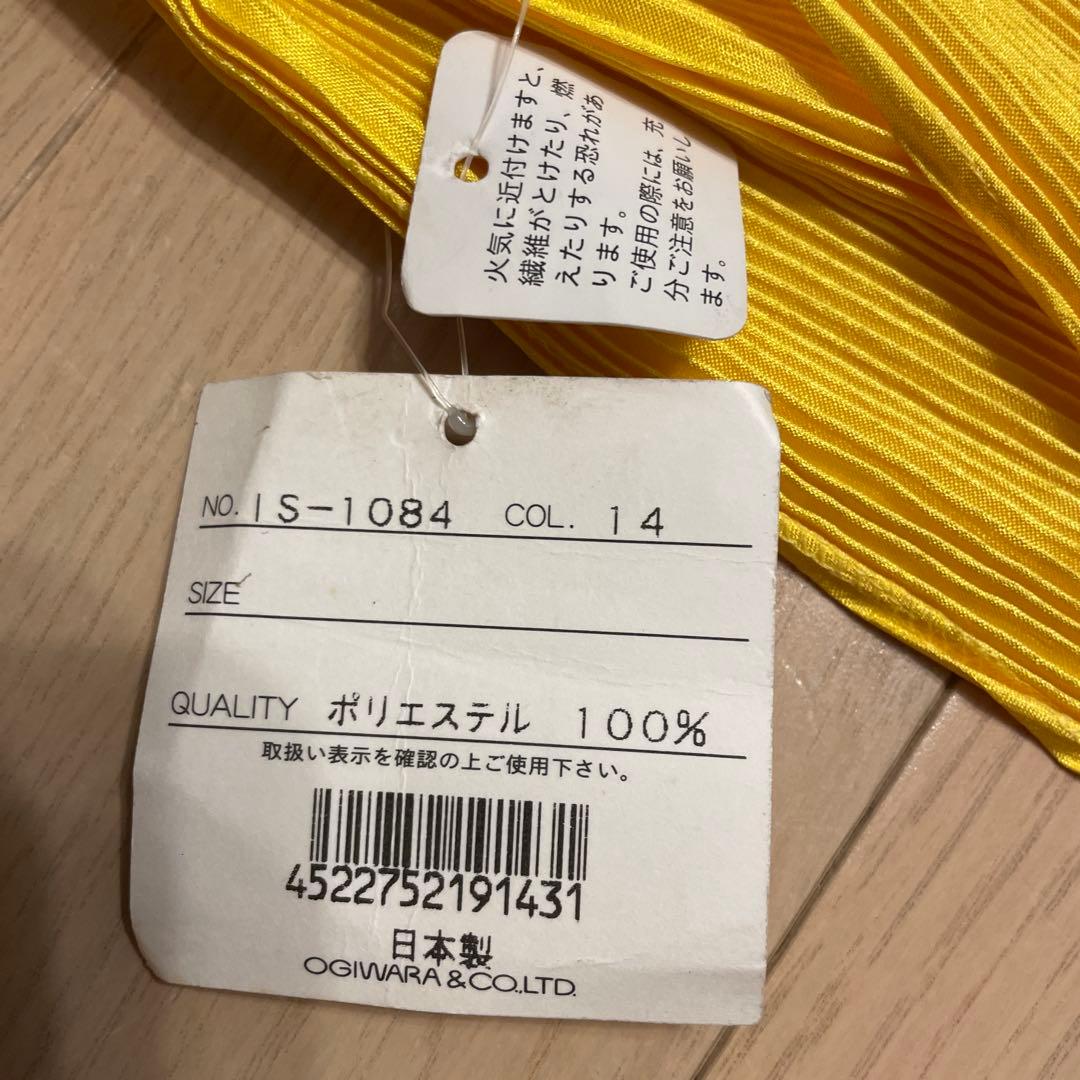 火気に近付けますと、
繊維がとけたり、燃
えたりする恐れがあ
ります。
ご使用の際には、充
分ご注意をお願いし
ます。
NO. IS-1084 COL. 14
SIZE
QUALITY ポリエステル 100%
取扱い表示を確認の上ご使用下さい。
4522752191431
日本製
OGIWARA & CO.,LTD.